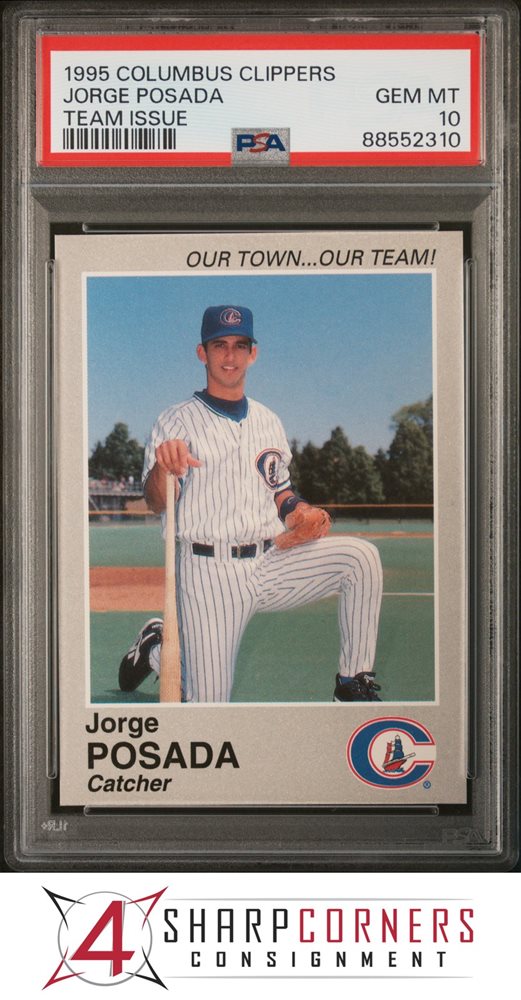 1995 COLUMBUS CLIPPERS
JORGE POSADA GEM MT
TEAM ISSUE 10
PSA 88552310
OUR TOWN...OUR TEAM!
Jorge
POSADA
Catcher
C
®
PSA
4 SHARPCORNERS
CONSIGNMENT